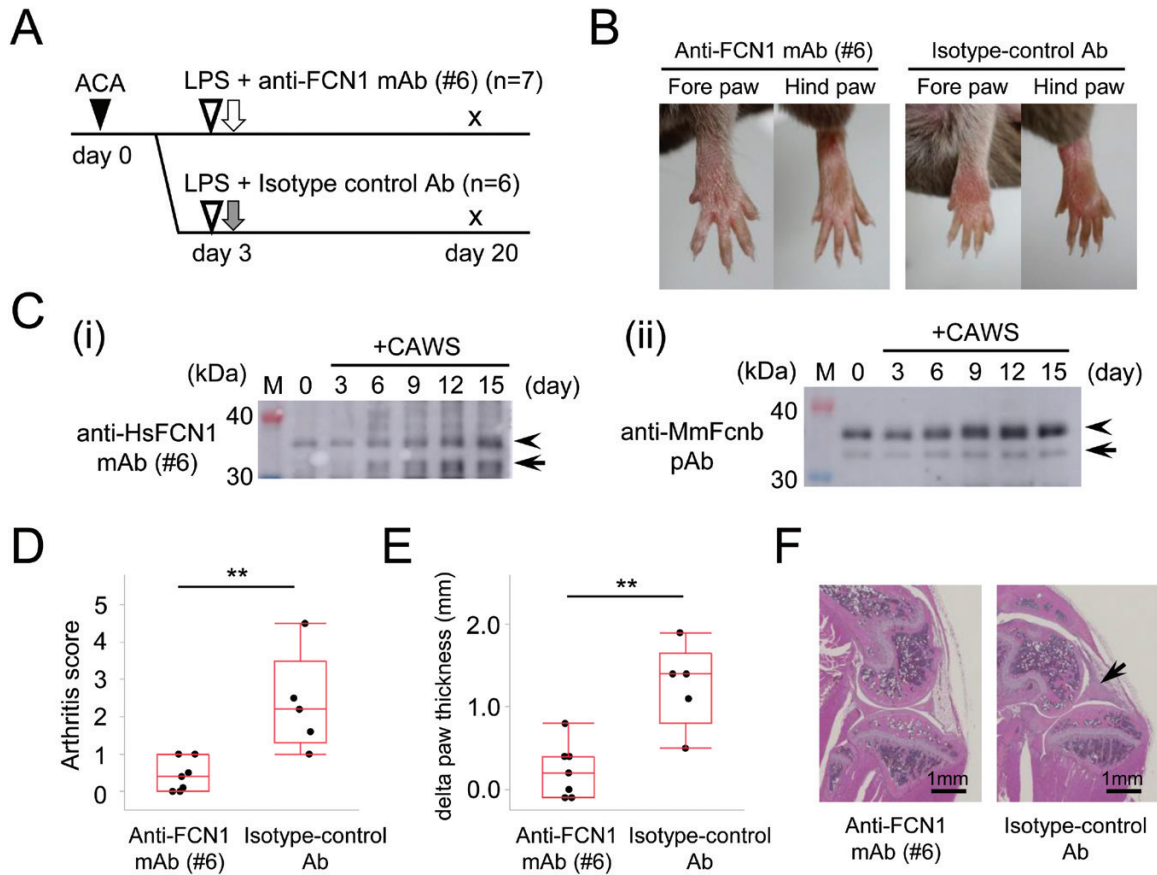 A
ACA
LPS + anti-FCN1 mAb (#6) (n=7)
x
day 0
LPS + Isotype control Ab (n=6)
x
day 3
day 20
B
Anti-FCN1 mAb (#6)
Isotype-control Ab
Fore paw
Hind paw
Fore paw
Hind paw
C
(i)
+CAWS
(kDa) M 0 3 6 9 12 15 (day)
40
anti-HsFCN1
mAb (#6)
30
(ii)
+CAWS
(kDa) M 0 3 6 9 12 15 (day)
40
anti-MmFcnb
pAb
30
D
**
Arthritis score
5
4
3
2
1
0
Anti-FCN1
mAb (#6)
Isotype-control
Ab
E
**
delta paw thickness (mm)
2.0
1.0
0.0
Anti-FCN1
mAb (#6)
Isotype-control
Ab
F
1mm
1mm
Anti-FCN1
mAb (#6)
Isotype-control
Ab